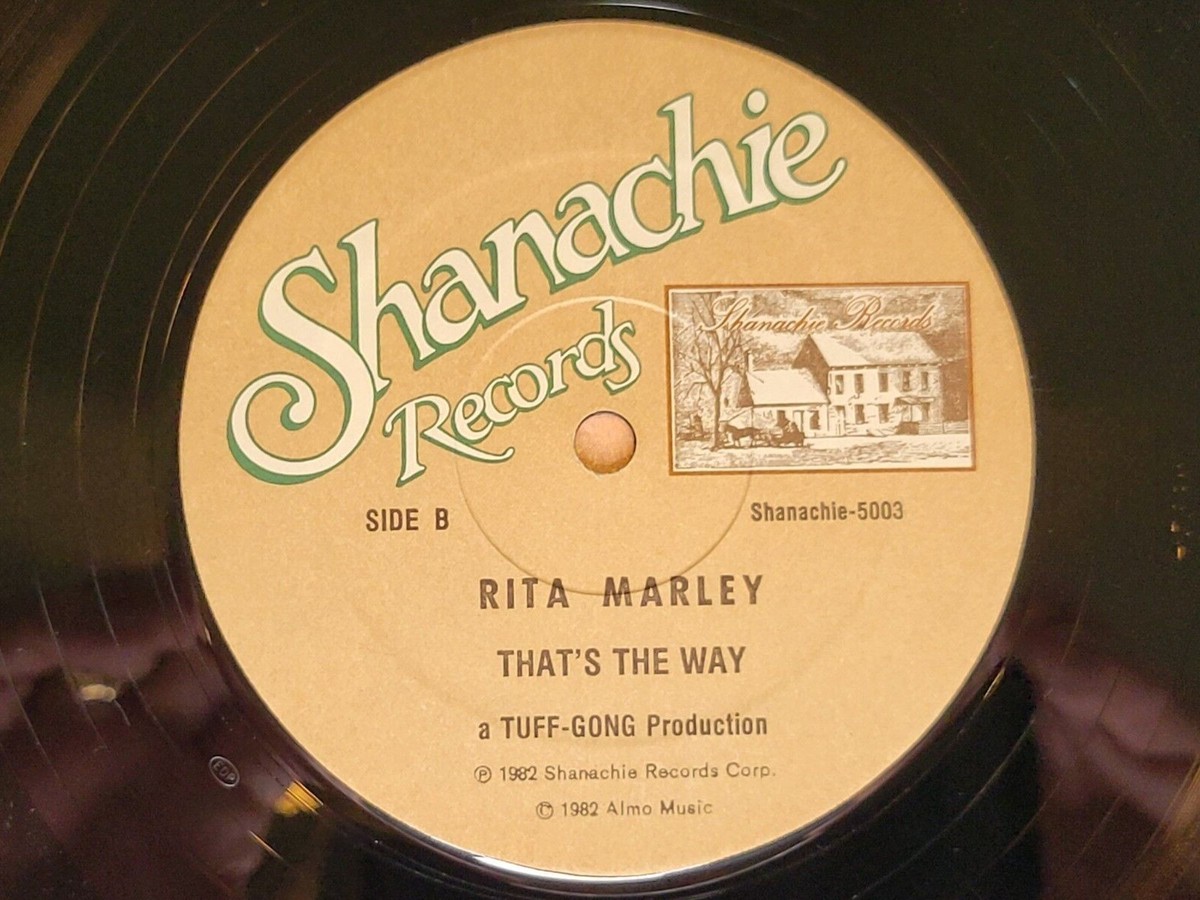 Shanachie
Records
Shanachie Records
SIDE B
Shanachie-5003
RITA MARLEY
THAT'S THE WAY
a TUFF-GONG Production
℗ 1982 Shanachie Records Corp.
© 1982 Almo Music
EDP